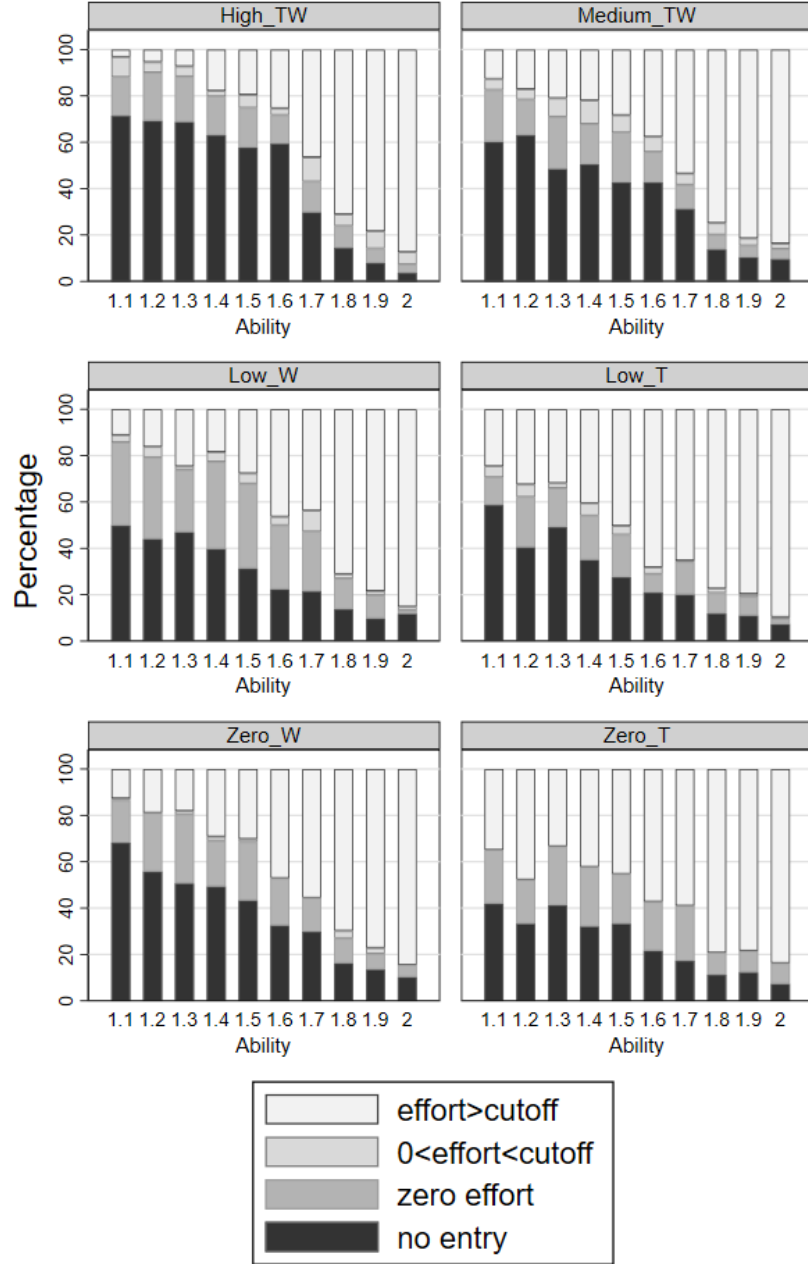 High_TW Medium_TW
100 80 60 40 20 0
1.1 1.2 1.3 1.4 1.5 1.6 1.7 1.8 1.9 2 1.1 1.2 1.3 1.4 1.5 1.6 1.7 1.8 1.9 2
Ability Ability
Low_W Low_T
100 80 60 40 20 0
1.1 1.2 1.3 1.4 1.5 1.6 1.7 1.8 1.9 2 1.1 1.2 1.3 1.4 1.5 1.6 1.7 1.8 1.9 2
Ability Ability
Percentage
Zero_W Zero_T
100 80 60 40 20 0
1.1 1.2 1.3 1.4 1.5 1.6 1.7 1.8 1.9 2 1.1 1.2 1.3 1.4 1.5 1.6 1.7 1.8 1.9 2
Ability Ability
effort>cutoff
0<effort<cutoff
zero effort
no entry